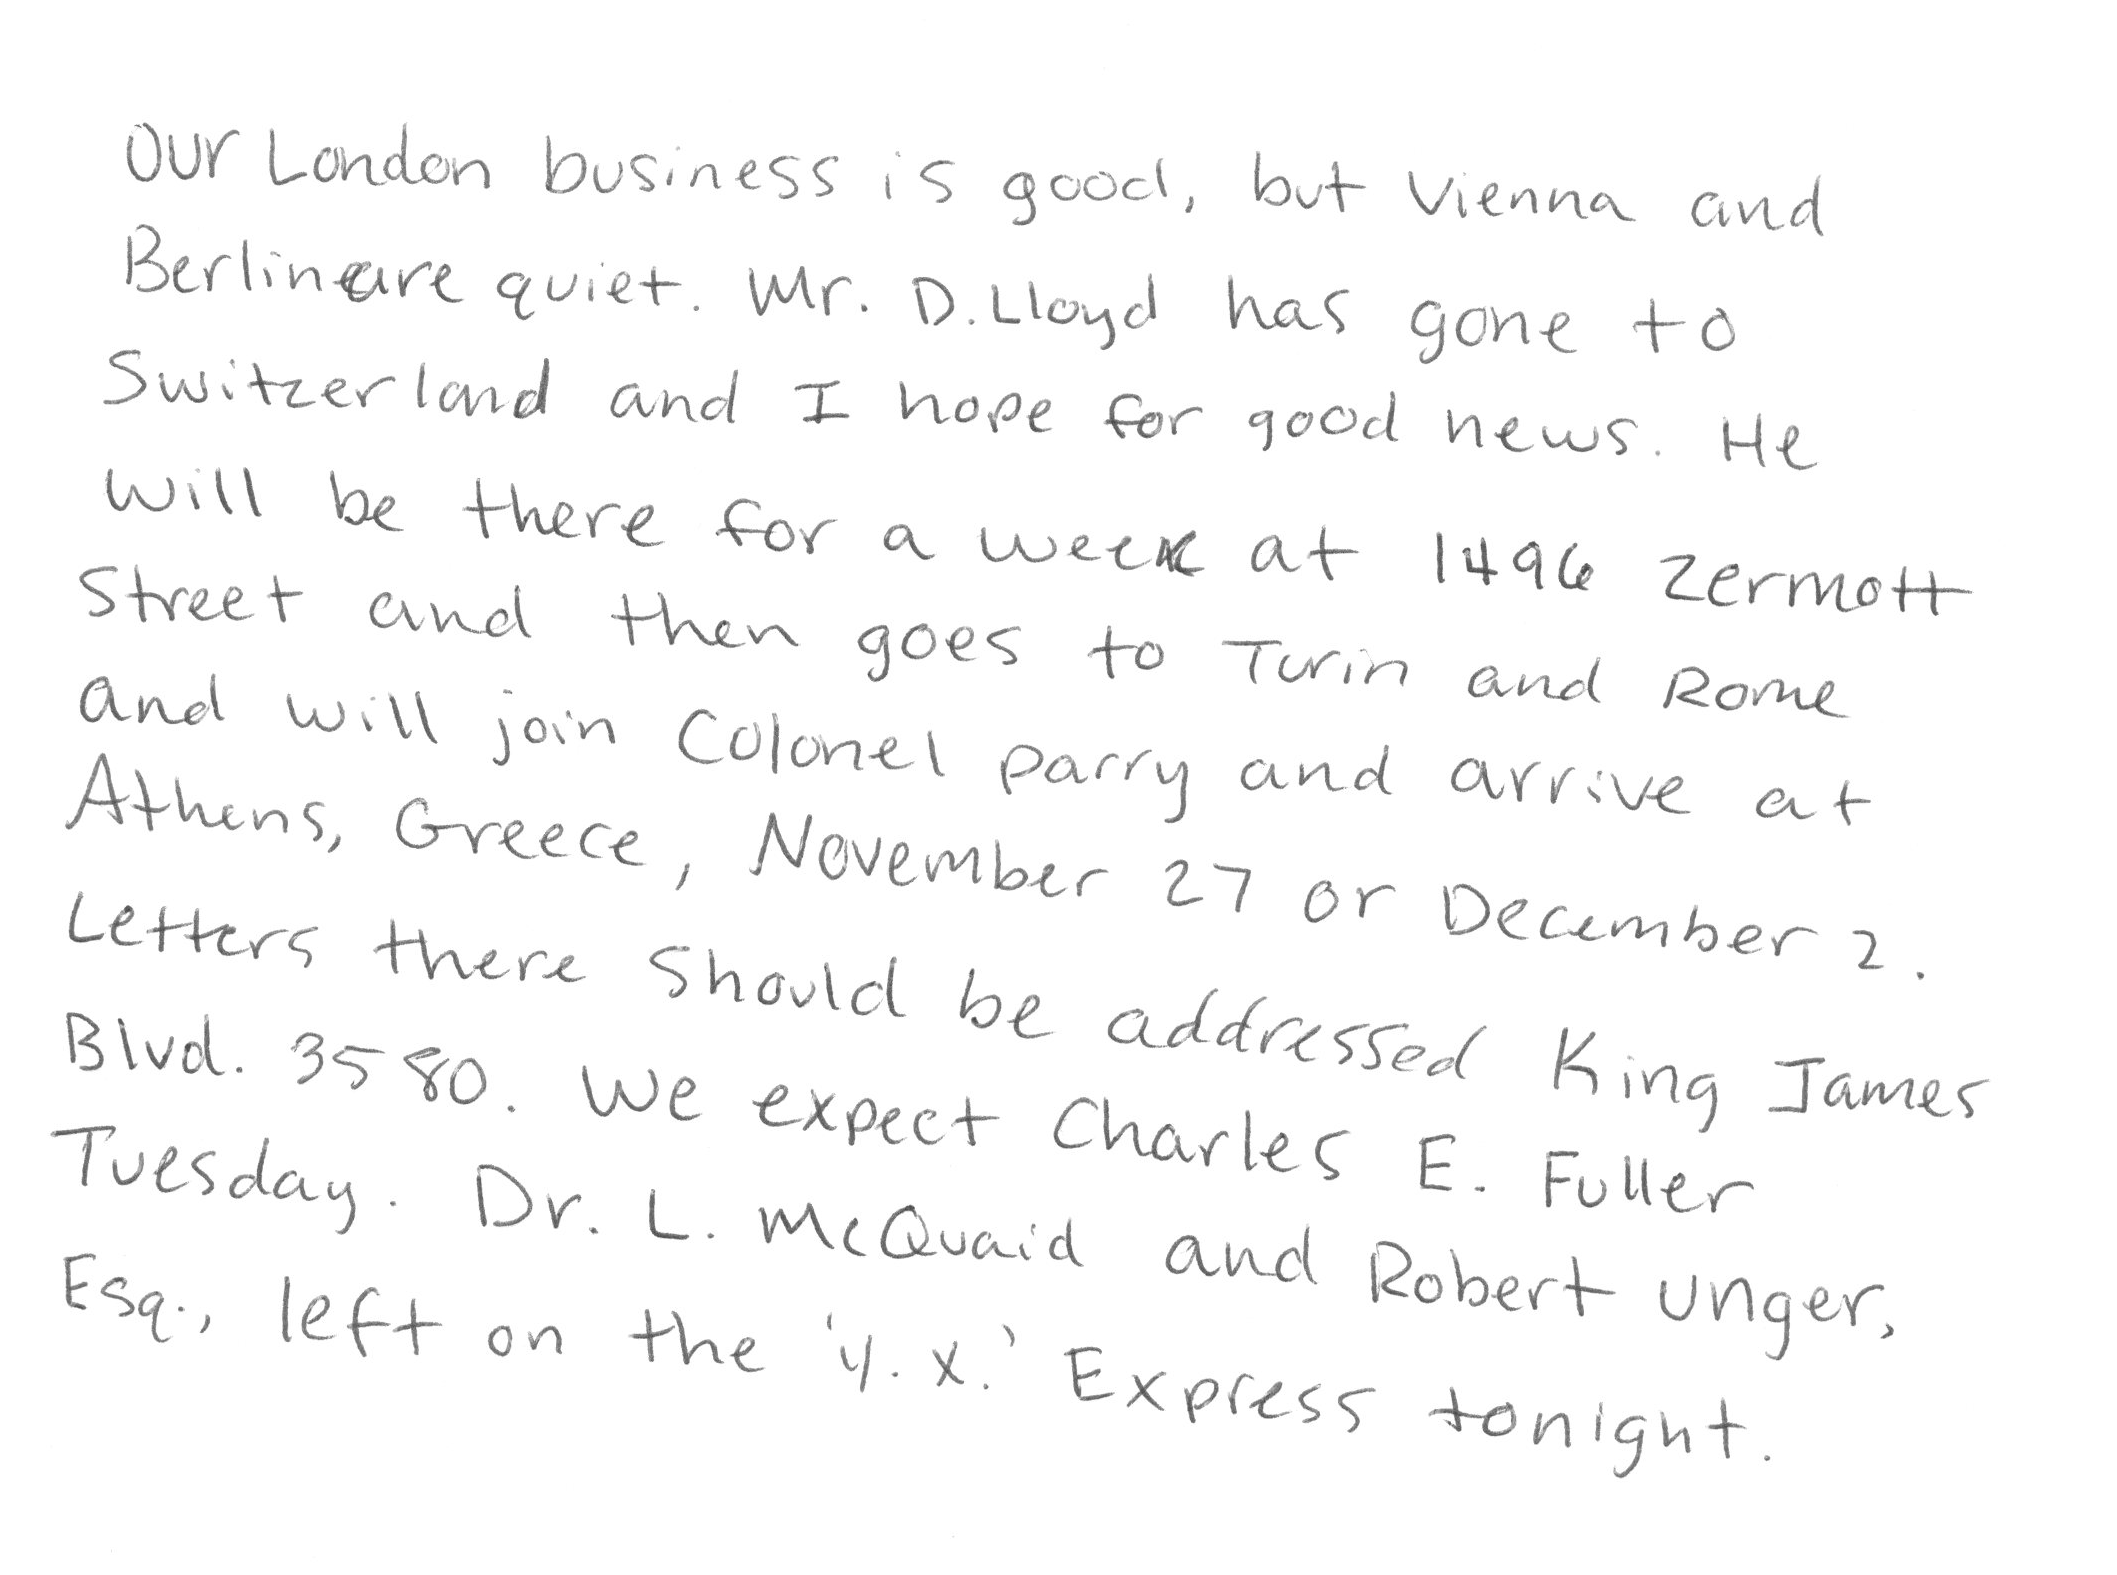 Our London business is good, but Vienna and
Berlin are quiet. Mr. D. Lloyd has gone to
Switzerland and I hope for good news. He
will be there for a week at 1496 Zermott
Street and then goes to Turin and Rome
and will join Colonel Parry and arrive at
Athens, Greece, November 27 or December 2.
Letters there should be addressed King James
Blvd. 3580. We expect Charles E. Fuller
Tuesday. Dr. L. McQuaid and Robert Unger,
Esq., left on the 'Y. X.' Express tonight.